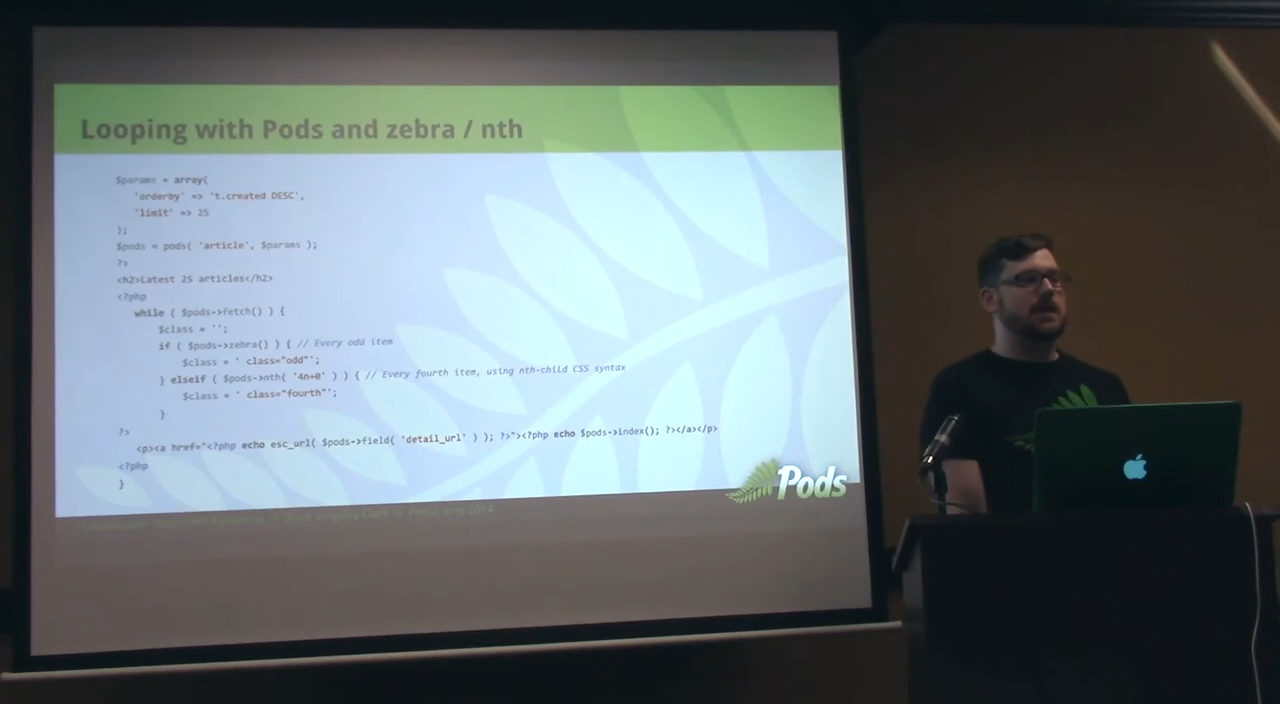 Looping with Pods and zebra / nth
$params = array(
'orderby' => 't.created DESC',
'limit' => 25
);
$pods = pods( 'article', $params );
?>
<h2>Latest 25 articles</h2>
<?php
while ( $pods->fetch() ) {
$class = '';
if ( $pods->zebra() ) { // Every odd item
$class = ' class="odd"';
} elseif ( $pods->nth( '4n+0' ) ) { // Every fourth item, using nth-child CSS syntax
$class = ' class="fourth"';
}
?>
<p><a href="<?php echo esc_url( $pods->field( 'detail_url' ) ); ?>"><?php echo $pods->index(); ?></a></p>
<?php
}
Pods
Clark
PodsCamp 2014